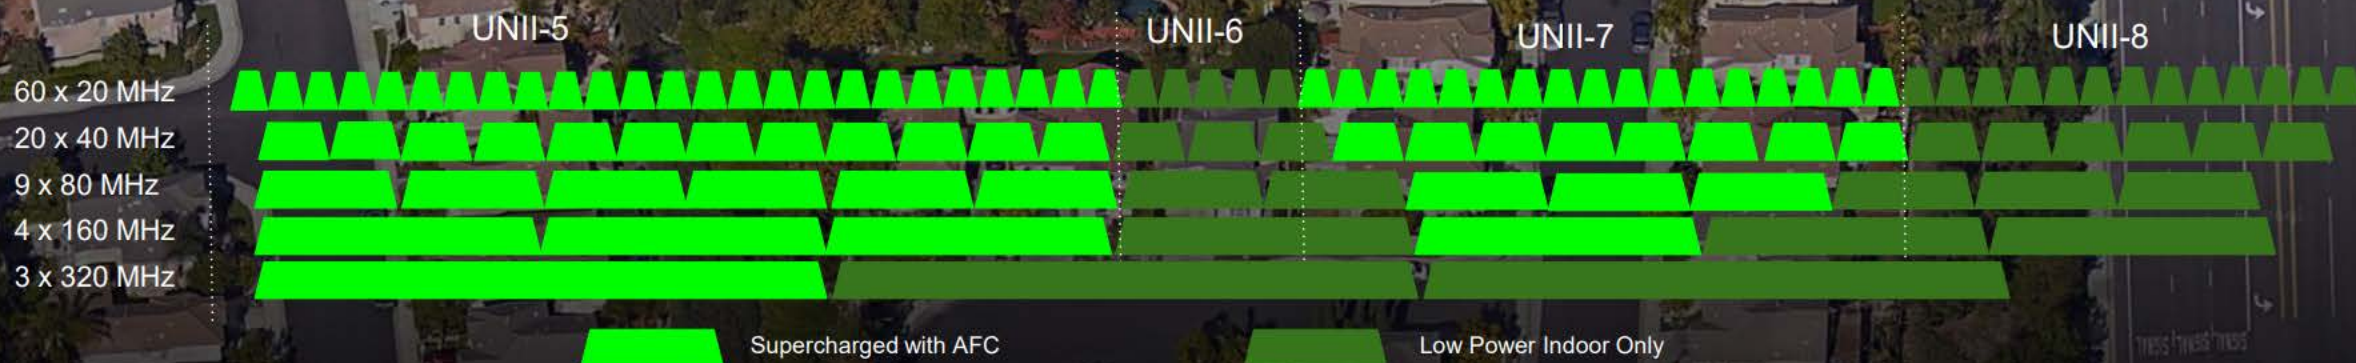 UNII-5
UNII-6
UNII-7
UNII-8
60 x 20 MHz
20 x 40 MHz
9 x 80 MHz
4 x 160 MHz
3 x 320 MHz
Supercharged with AFC
Low Power Indoor Only